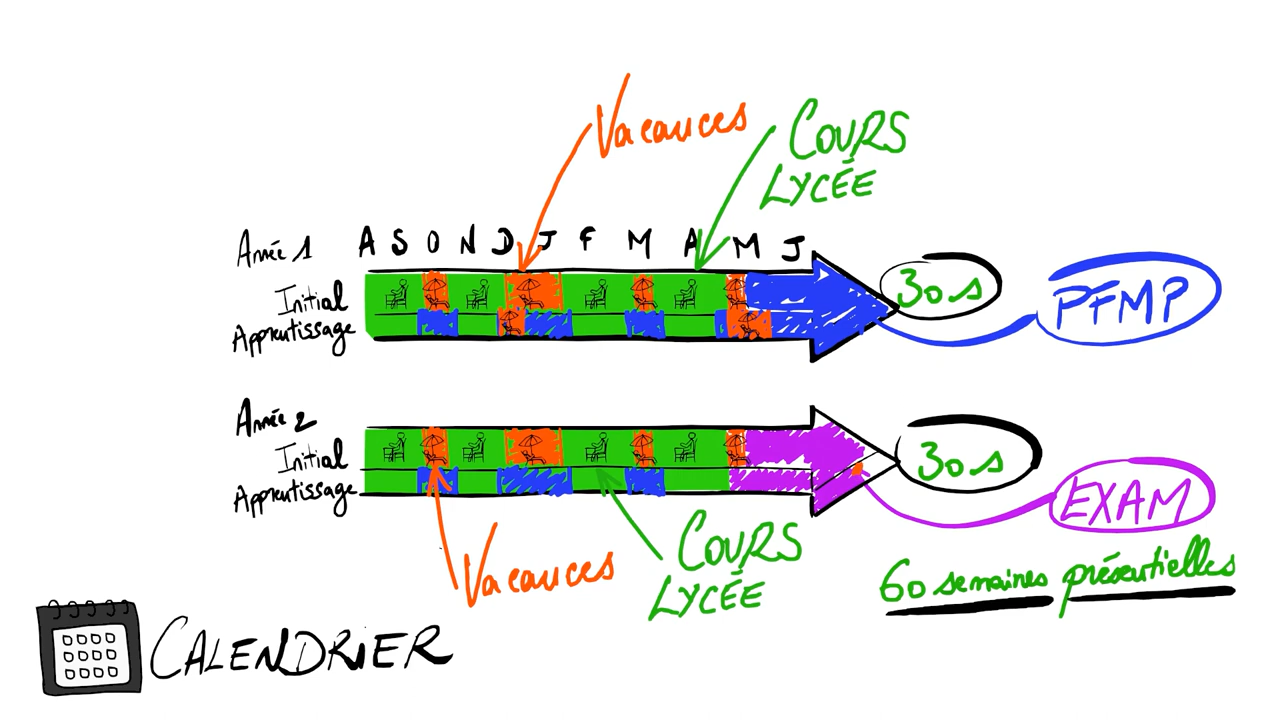 Vacances
COURS
LYCÉE
Année 1 A S O N D J F M A M J
Initial
Apprentissage
30 s
PFMP
Année 2
Initial
Apprentissage
30 s
EXAM
Vacances
COURS
LYCÉE
60 semaines présentielles
CALENDRIER